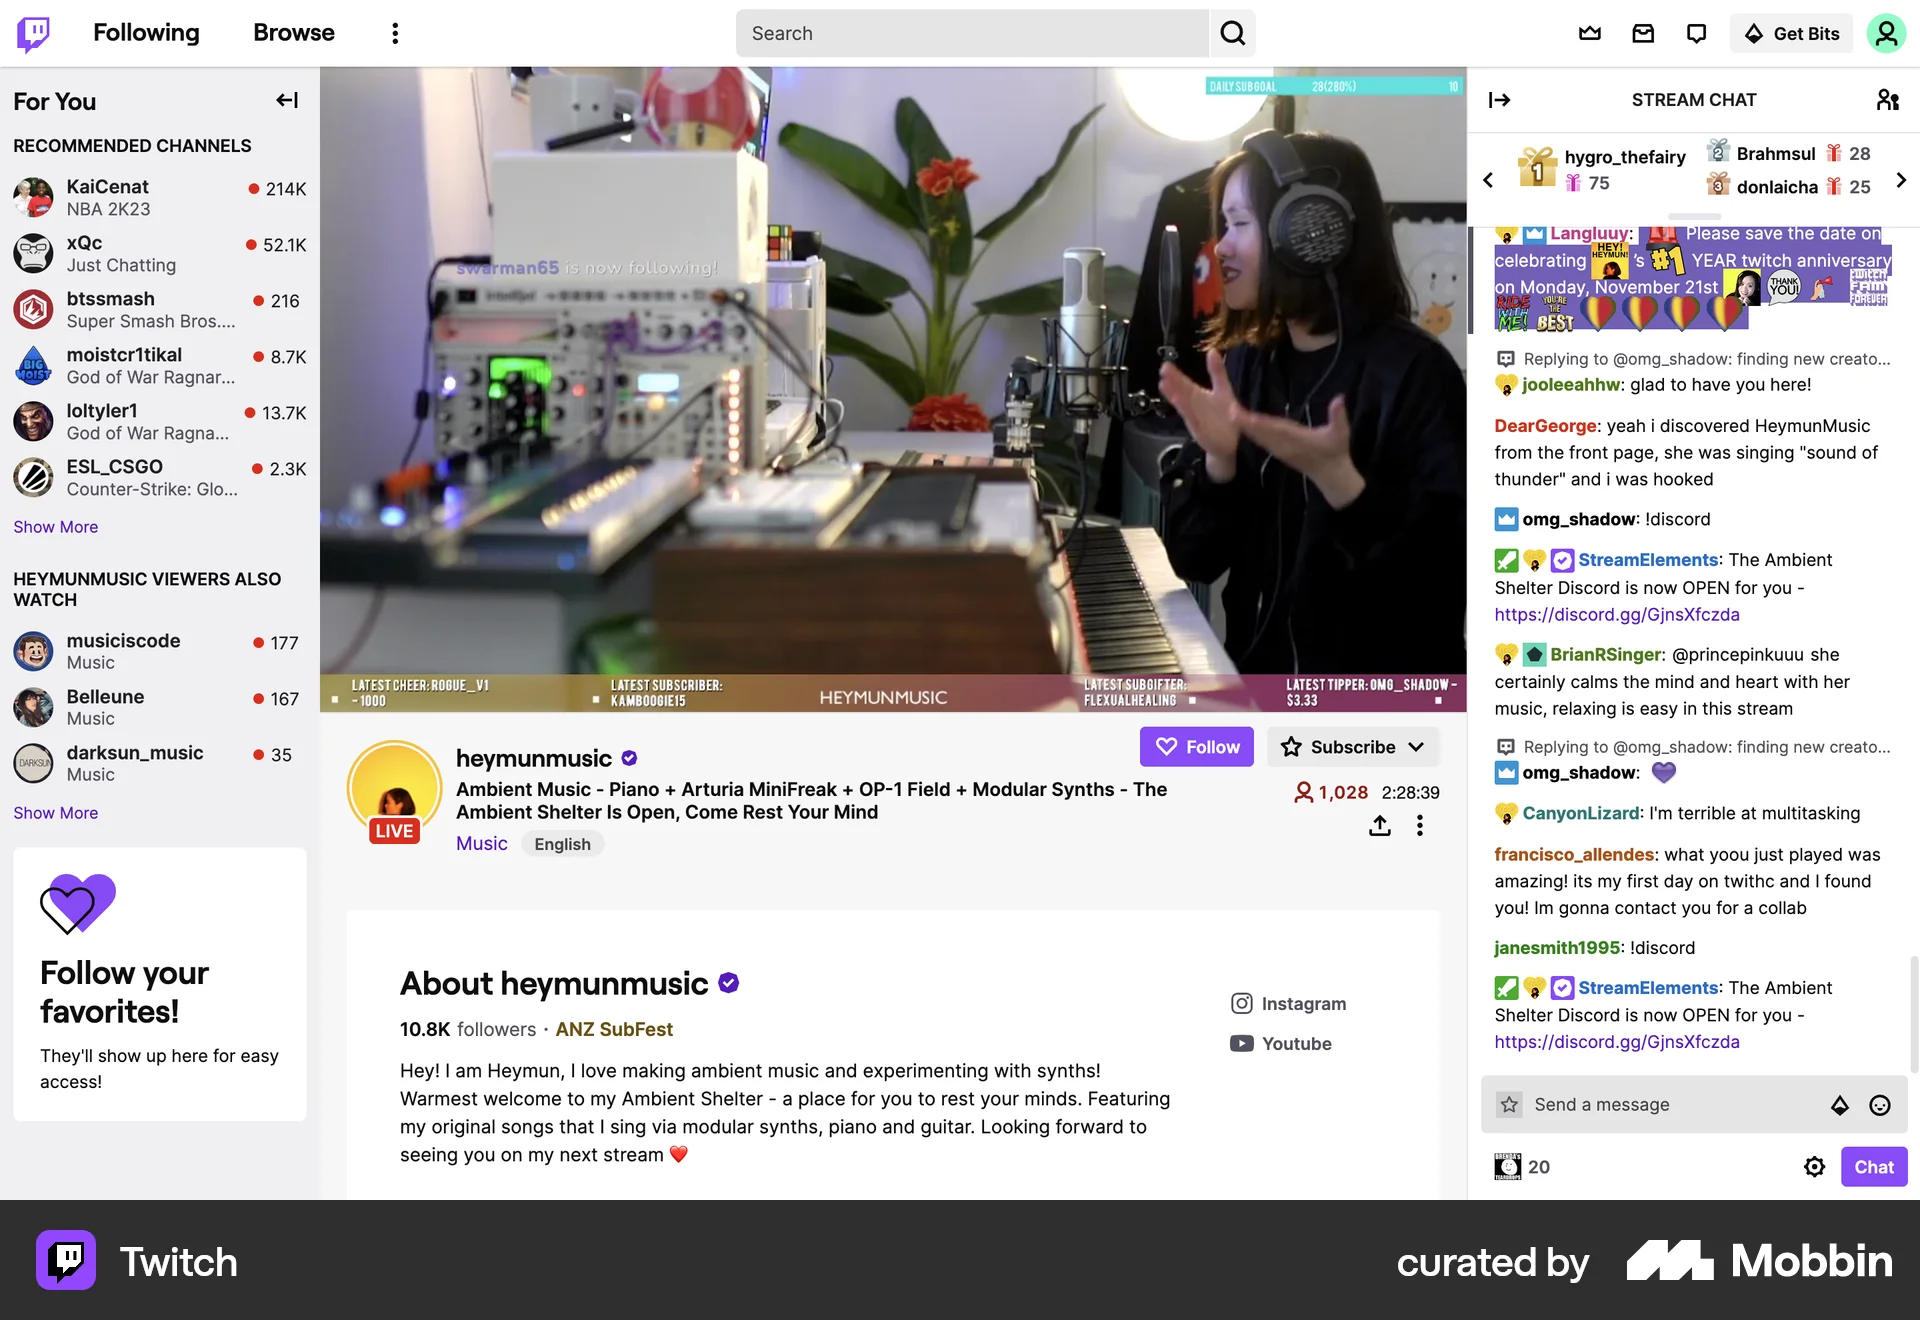 Following
Browse
Search
Get Bits
For You
RECOMMENDED CHANNELS
KaiCenat
214K
NBA 2K23
xQc
52.1K
Just Chatting
btssmash
216
Super Smash Bros....
BIG
MOIST
moistcr1tikal
8.7K
God of War Ragnar...
loltyler1
13.7K
God of War Ragna...
ESL_CSGO
2.3K
Counter-Strike: Glo...
Show More
HEYMUNMUSIC VIEWERS ALSO
WATCH
musiciscode
177
Music
Belleune
167
Music
darksun_music
35
Music
Show More
Follow your
favorites!
They'll show up here for easy
access!
DAILY SUB GOAL 28(280%) 10
swarman65 is now following!
LATEST CHEER: ROGUE_V1
- 1000
LATEST SUBSCRIBER:
KAMBOOGIE15
HEYMUNMUSIC
LATEST SUBGIFTER:
FLEXUALHEALING
LATEST TIPPER: OMG_SHADOW -
$3.33
LIVE
heymunmusic
Follow
Subscribe
Ambient Music - Piano + Arturia MiniFreak + OP-1 Field + Modular Synths - The
Ambient Shelter Is Open, Come Rest Your Mind
1,028 2:28:39
Music
English
About heymunmusic
10.8K followers · ANZ SubFest
Hey! I am Heymun, I love making ambient music and experimenting with synths!
Warmest welcome to my Ambient Shelter - a place for you to rest your minds. Featuring
my original songs that I sing via modular synths, piano and guitar. Looking forward to
seeing you on my next stream ❤️
Instagram
Youtube
STREAM CHAT
1
hygro_thefairy
75
2
Brahmsul
28
3
donlaicha
25
Langluuy: Please save the date on
celebrating HEY! HEYMUN! 's #1 YEAR twitch anniversary
on Monday, November 21st THANK YOU! TWITCH FAM FOREVER
RIDE WITH ME! YOU'RE THE BEST
Replying to @omg_shadow: finding new creato...
jooleeahhw: glad to have you here!
DearGeorge: yeah i discovered HeymunMusic
from the front page, she was singing "sound of
thunder" and i was hooked
omg_shadow: !discord
StreamElements: The Ambient
Shelter Discord is now OPEN for you -
https://discord.gg/GjnsXfczda
BrianRSinger: @princepinkuuu she
certainly calms the mind and heart with her
music, relaxing is easy in this stream
Replying to @omg_shadow: finding new creato...
omg_shadow: 💜
CanyonLizard: I'm terrible at multitasking
francisco_allendes: what yoou just played was
amazing! its my first day on twithc and I found
you! Im gonna contact you for a collab
janesmith1995: !discord
StreamElements: The Ambient
Shelter Discord is now OPEN for you -
https://discord.gg/GjnsXfczda
Send a message
20
Chat
Twitch
curated by
Mobbin